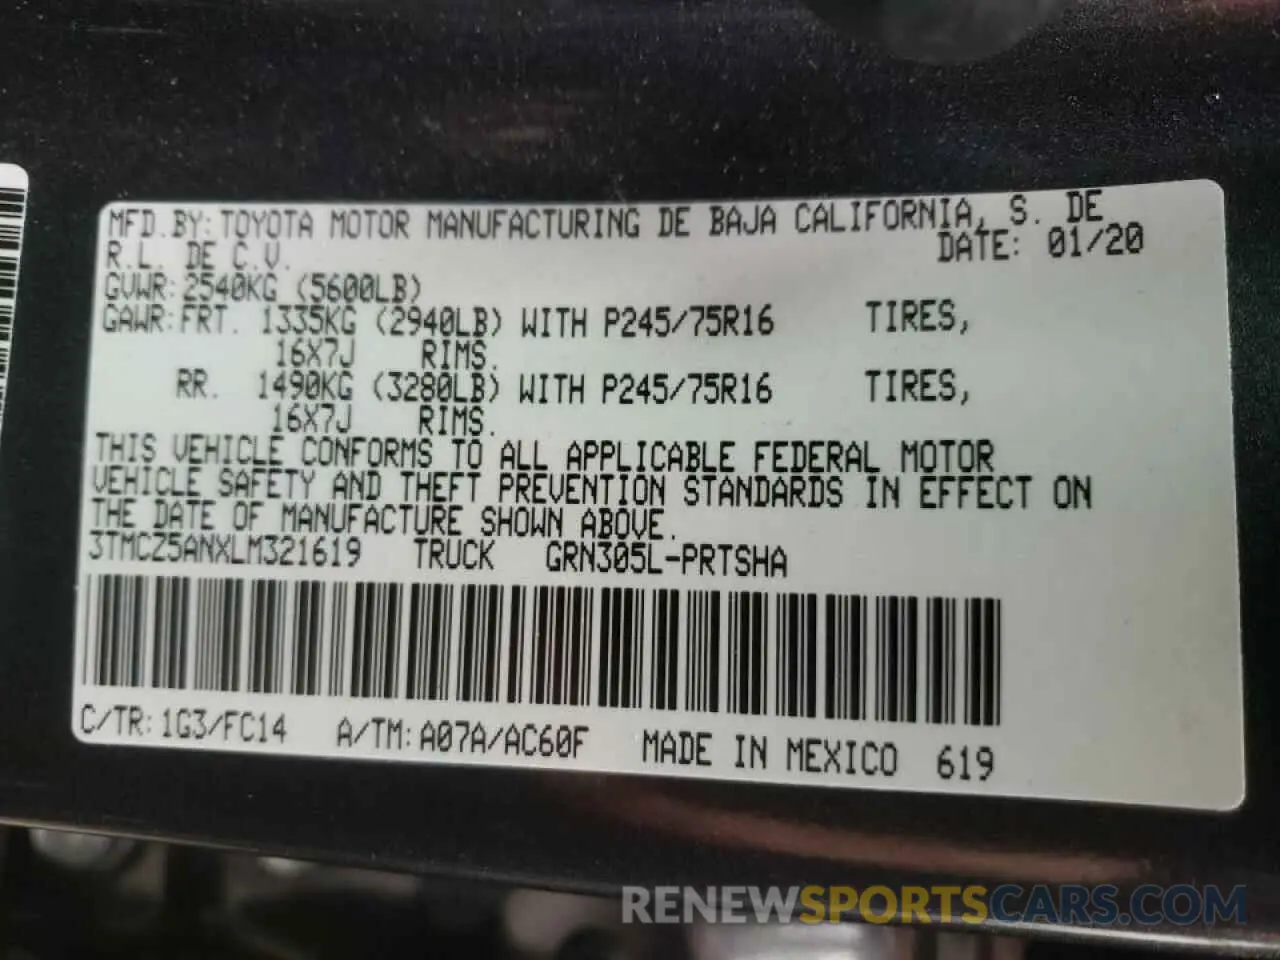 MFD.BY: TOYOTA MOTOR MANUFACTURING DE BAJA CALIFORNIA, S. DE
R.L. DE C.V. DATE: 01/20
GVWR: 2540KG (5600LB)
GAWR: FRT. 1335KG (2940LB) WITH P245/75R16 TIRES,
16X7J RIMS.
RR. 1490KG (3280LB) WITH P245/75R16 TIRES,
16X7J RIMS.
THIS VEHICLE CONFORMS TO ALL APPLICABLE FEDERAL MOTOR
VEHICLE SAFETY AND THEFT PREVENTION STANDARDS IN EFFECT ON
THE DATE OF MANUFACTURE SHOWN ABOVE.
3TMCZ5ANXLM321619 TRUCK GRN305L-PRTSHA
C/TR: 1G3/FC14 A/TM: A07A/AC60F MADE IN MEXICO 619
RENEWSPORTSCARS.COM